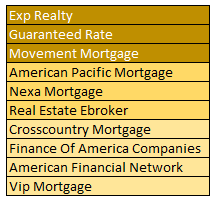 Exp Realty
Guaranteed Rate
Movement Mortgage
American Pacific Mortgage
Nexa Mortgage
Real Estate Ebroker
Crosscountry Mortgage
Finance Of America Companies
American Financial Network
Vip Mortgage